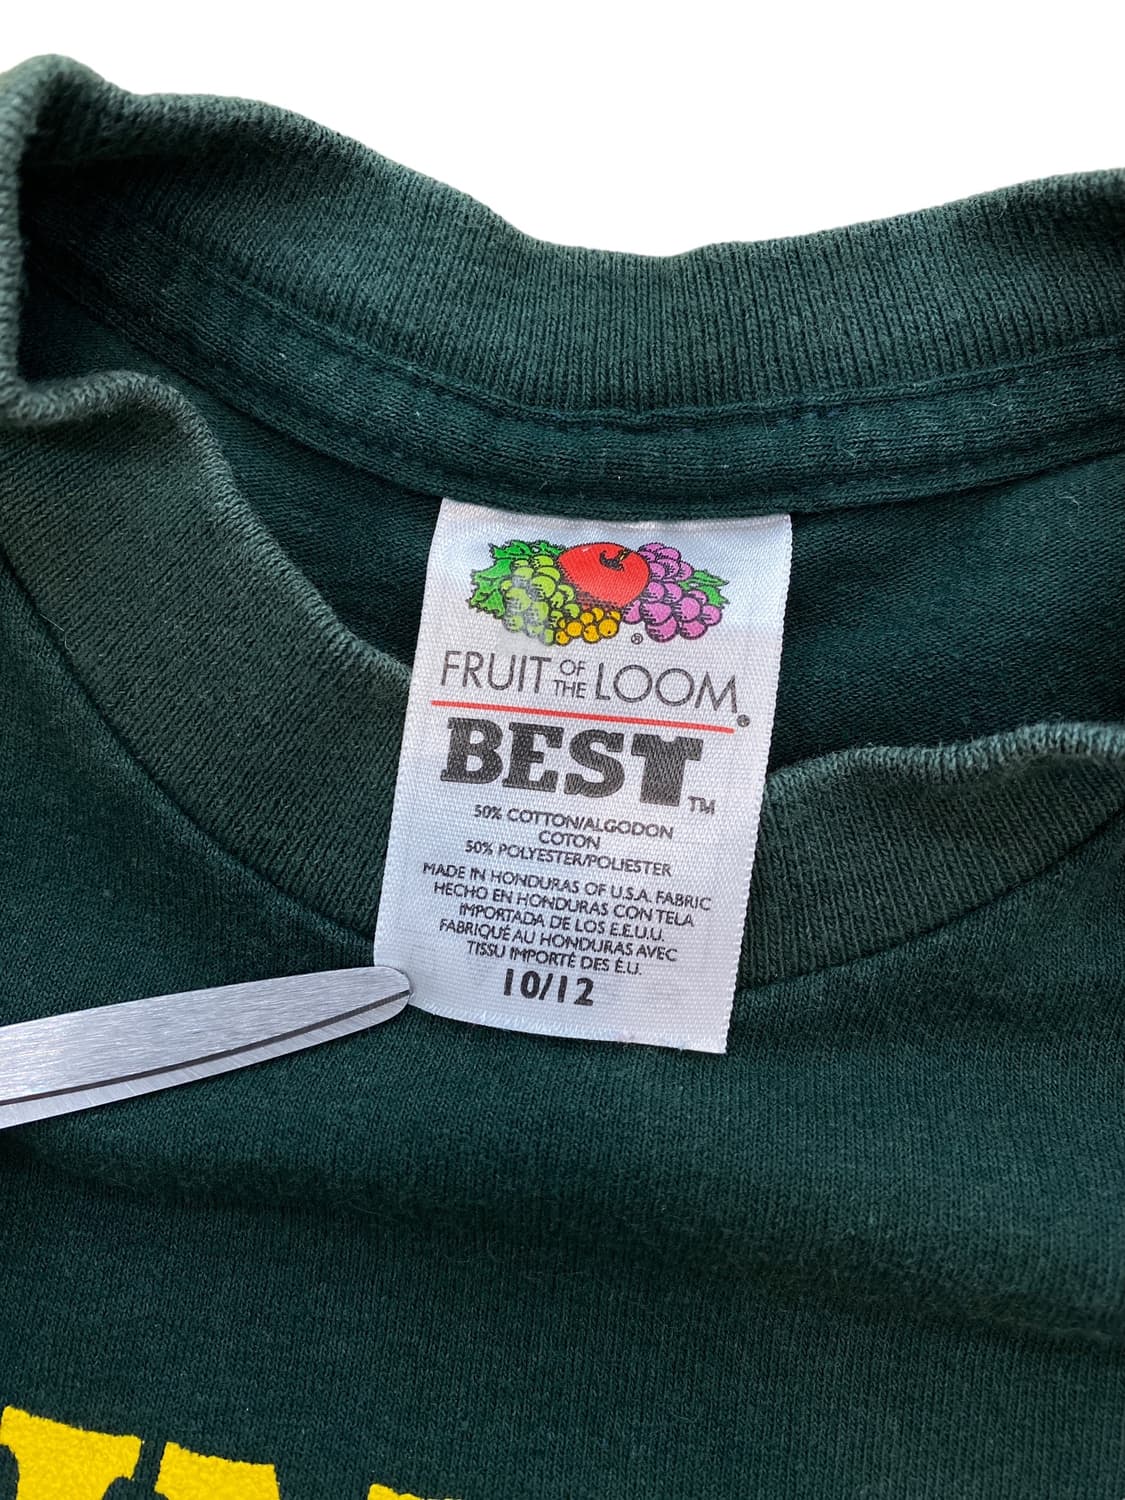 ®
FRUIT OF THE LOOM®
BEST™
50% COTTON/ALGODON
COTON
50% POLYESTER/POLIESTER
MADE IN HONDURAS OF U.S.A. FABRIC
HECHO EN HONDURAS CON TELA
IMPORTADA DE LOS E.E.U.U.
FABRIQUÉ AU HONDURAS AVEC
TISSU IMPORTÉ DES É.U.
10/12